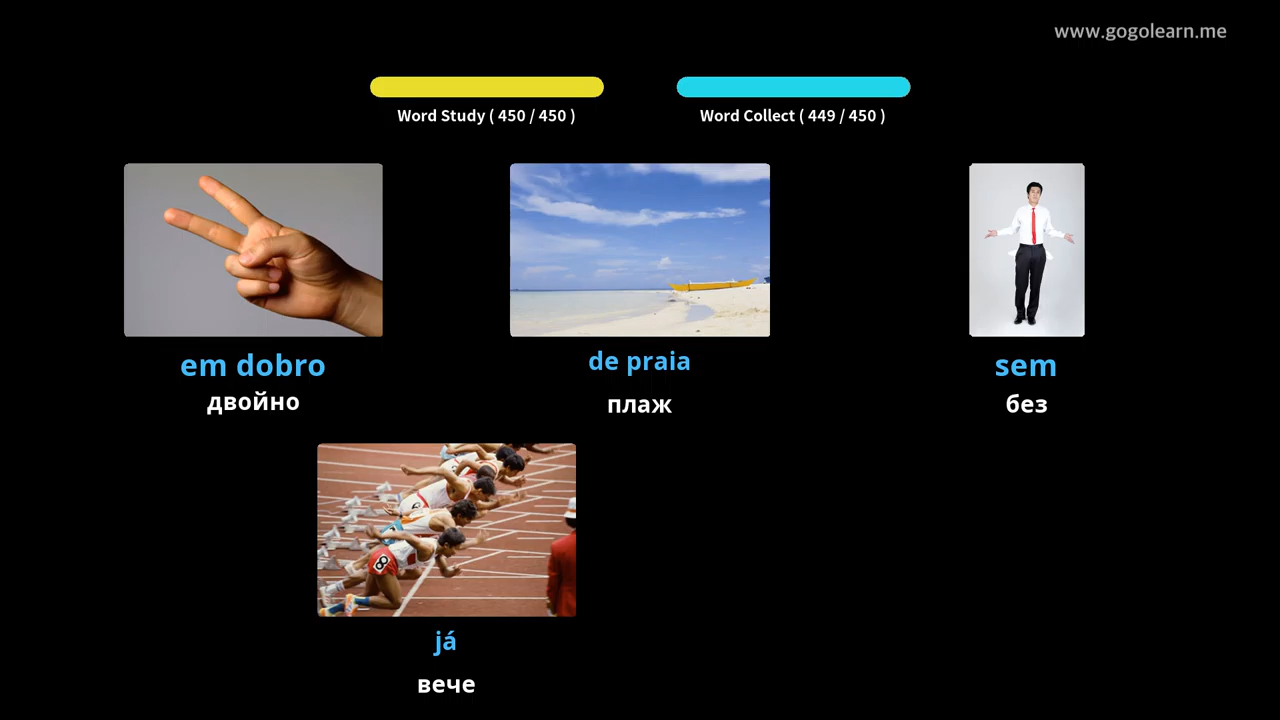 www.gogolearn.me
Word Study ( 450 / 450 )
Word Collect ( 449 / 450 )
em dobro
двойно
de praia
плаж
sem
без
já
вече